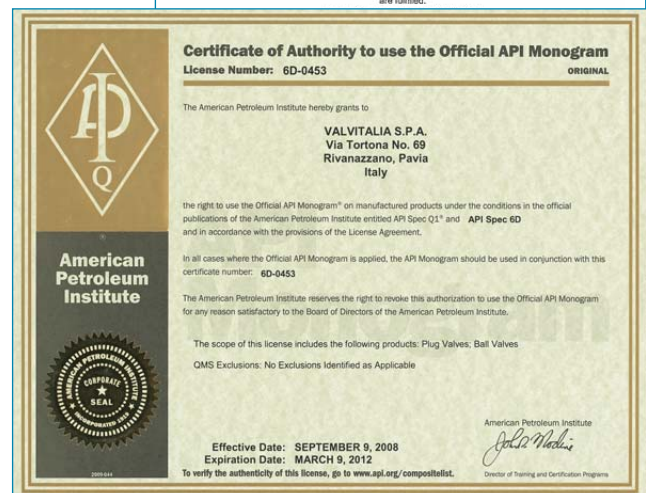 are fulfilled.
Certificate of Authority to use the Official API Monogram
License Number: 6D-0453
ORIGINAL
The American Petroleum Institute hereby grants to
VALVITALIA S.P.A.
Via Tortona No. 69
Rivanazzano, Pavia
Italy
the right to use the Official API Monogram® on manufactured products under the conditions in the official
publications of the American Petroleum Institute entitled API Spec Q1® and API Spec 6D
and in accordance with the provisions of the License Agreement.
In all cases where the Official API Monogram is applied, the API Monogram should be used in conjunction with this
certificate number: 6D-0453
The American Petroleum Institute reserves the right to revoke this authorization to use the Official API Monogram
for any reason satisfactory to the Board of Directors of the American Petroleum Institute.
The scope of this license includes the following products: Plug Valves; Ball Valves
QMS Exclusions: No Exclusions Identified as Applicable
American Petroleum Institute
Effective Date: SEPTEMBER 9, 2008
Expiration Date: MARCH 9, 2012
To verify the authenticity of this license, go to www.api.org/compositelist.
Director of Training and Certification Programs
API
Q
American
Petroleum
Institute
AMERICAN PETROLEUM INSTITUTE
CORPORATE
SEAL
INCORPORATED
Monogram